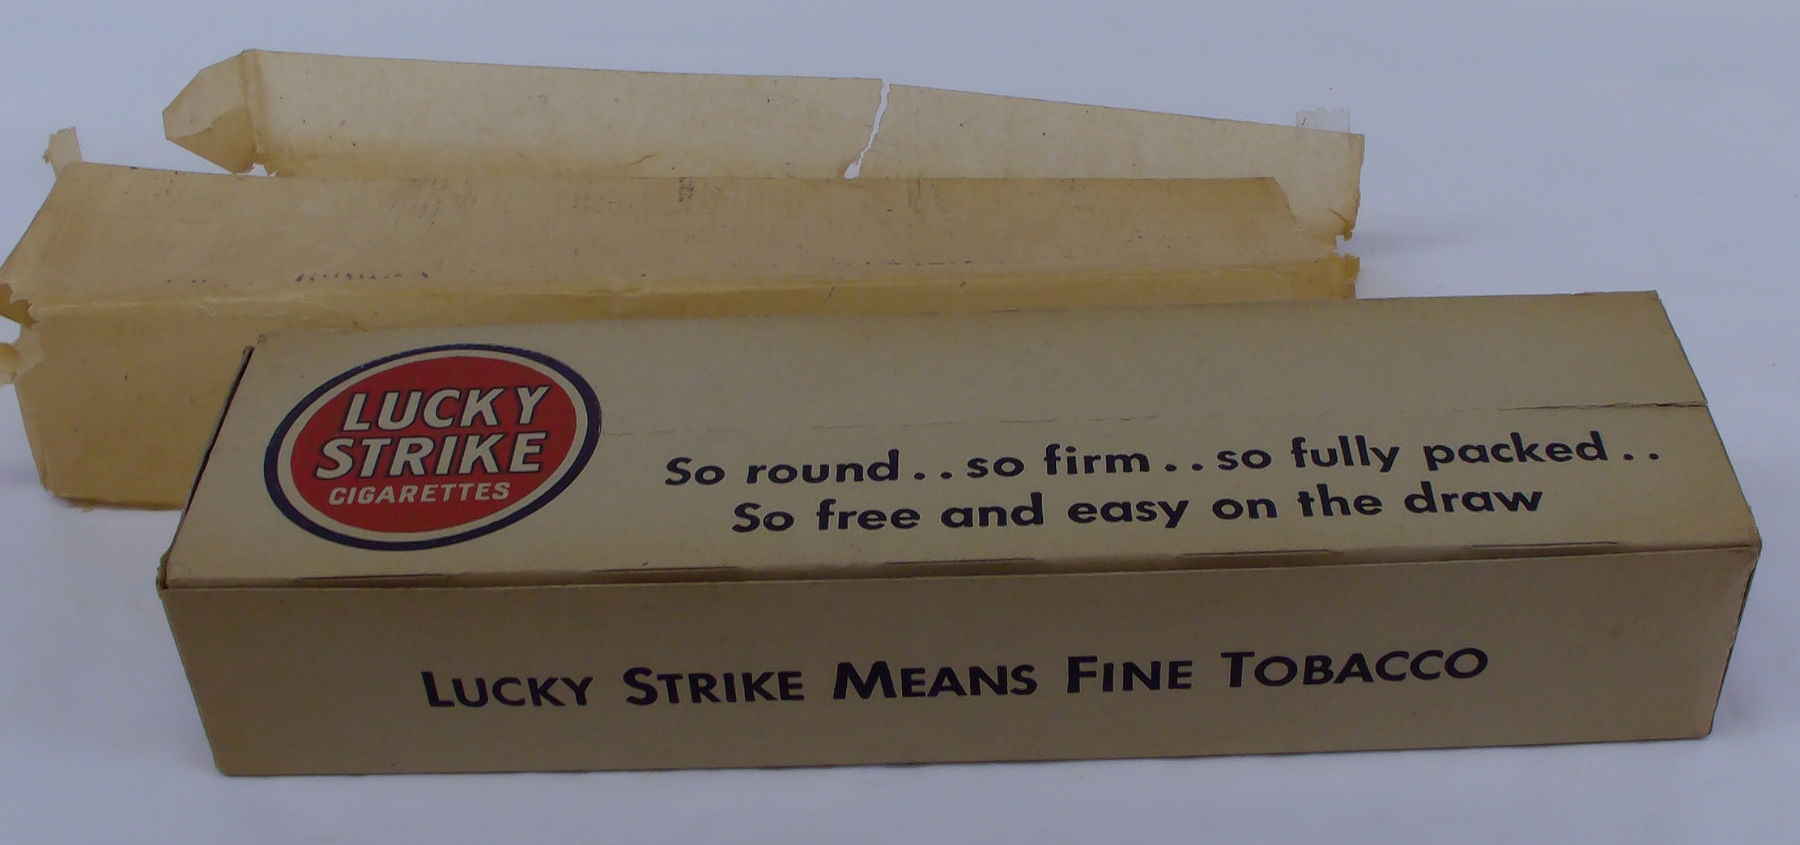 LUCKY
STRIKE
CIGARETTES
So round.. so firm.. so fully packed..
So free and easy on the draw
LUCKY STRIKE MEANS FINE TOBACCO